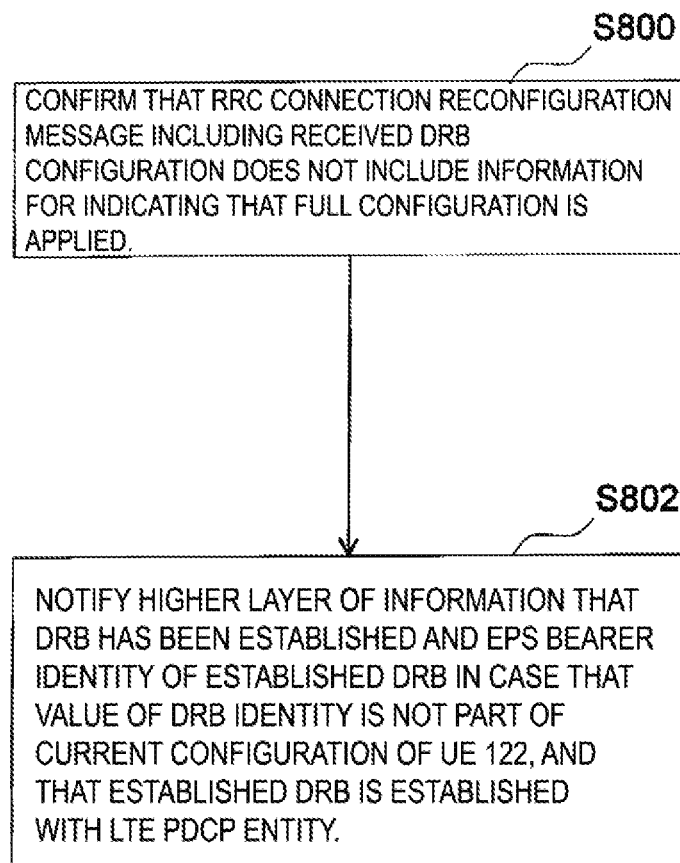 S800
CONFIRM THAT RRC CONNECTION RECONFIGURATION
MESSAGE INCLUDING RECEIVED DRB
CONFIGURATION DOES NOT INCLUDE INFORMATION
FOR INDICATING THAT FULL CONFIGURATION IS
APPLIED.
S802
NOTIFY HIGHER LAYER OF INFORMATION THAT
DRB HAS BEEN ESTABLISHED AND EPS BEARER
IDENTITY OF ESTABLISHED DRB IN CASE THAT
VALUE OF DRB IDENTITY IS NOT PART OF
CURRENT CONFIGURATION OF UE 122, AND
THAT ESTABLISHED DRB IS ESTABLISHED
WITH LTE PDCP ENTITY.